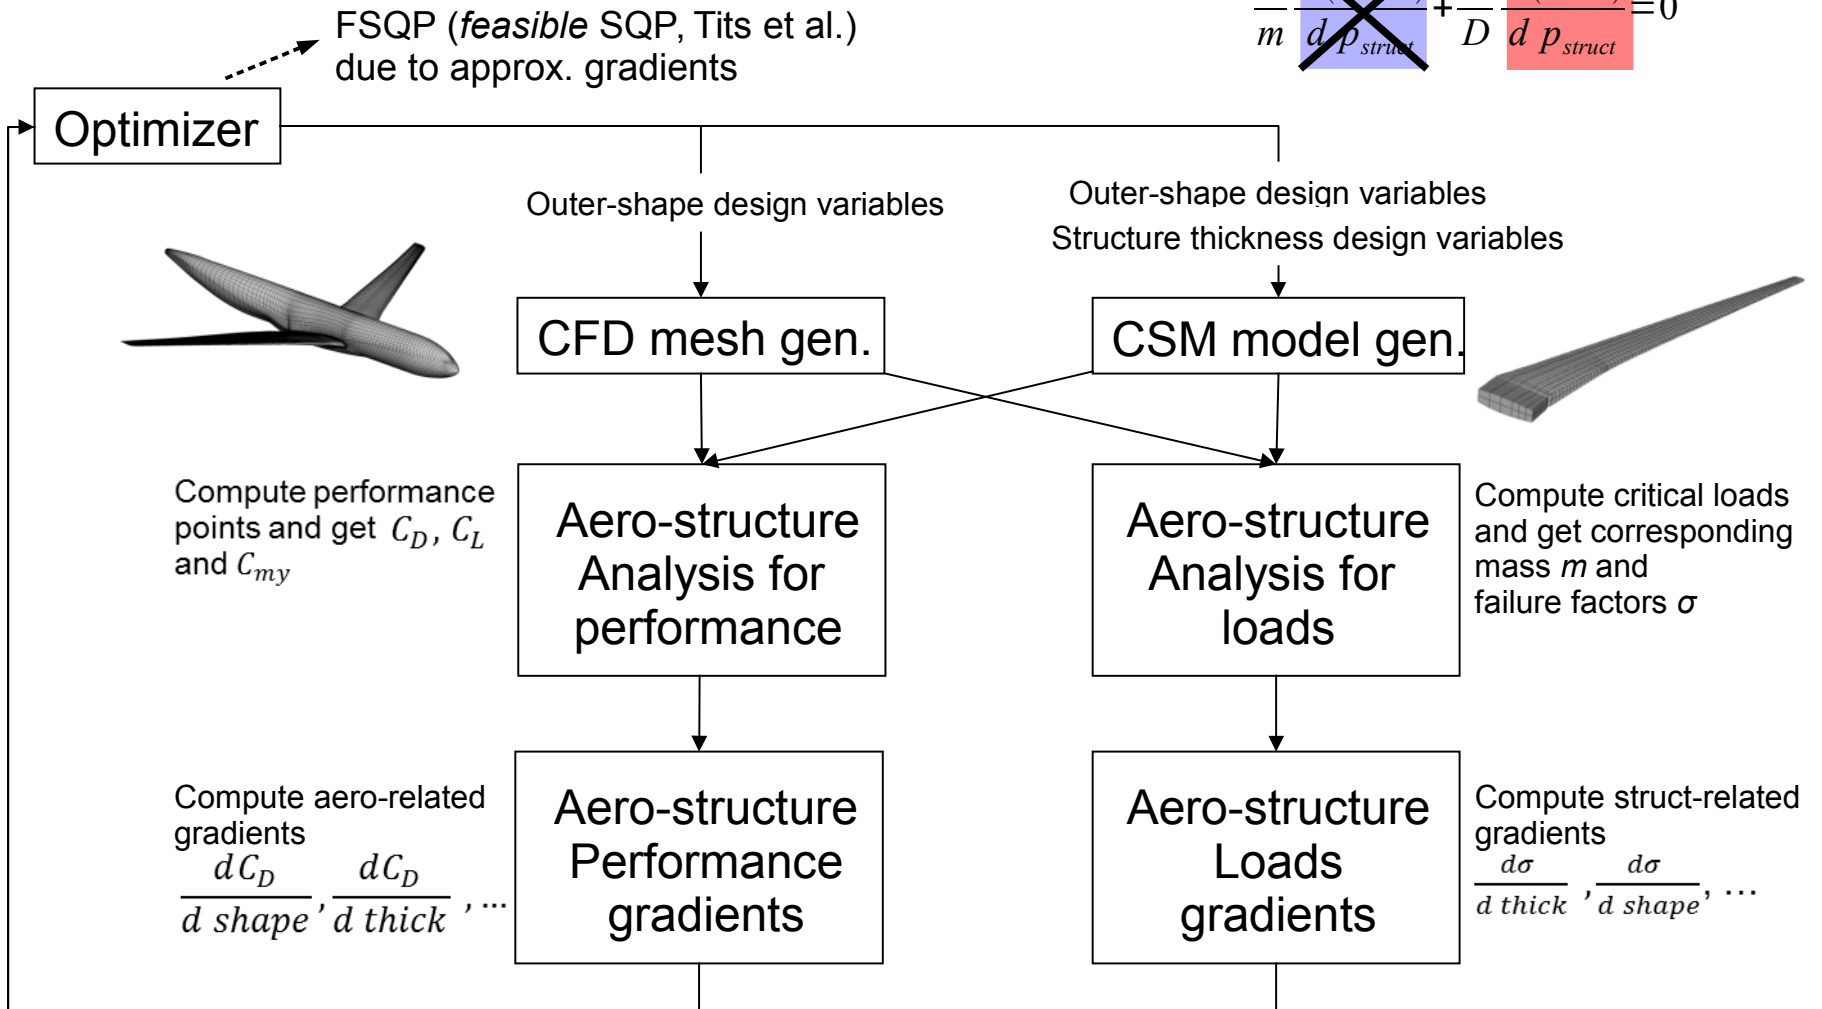 FSQP (feasible SQP, Tits et al.)
due to approx. gradients
m d p_struct + D d p_struct = 0
Optimizer
Outer-shape design variables
Outer-shape design variables
Structure thickness design variables
CFD mesh gen.
CSM model gen.
Compute performance
points and get C_D, C_L
and C_my
Aero-structure
Analysis for
performance
Aero-structure
Analysis for
loads
Compute critical loads
and get corresponding
mass m and
failure factors σ
Compute aero-related
gradients
dC_D / d shape, dC_D / d thick, ...
Aero-structure
Performance
gradients
Aero-structure
Loads
gradients
Compute struct-related
gradients
dσ / d thick, dσ / d shape, ...